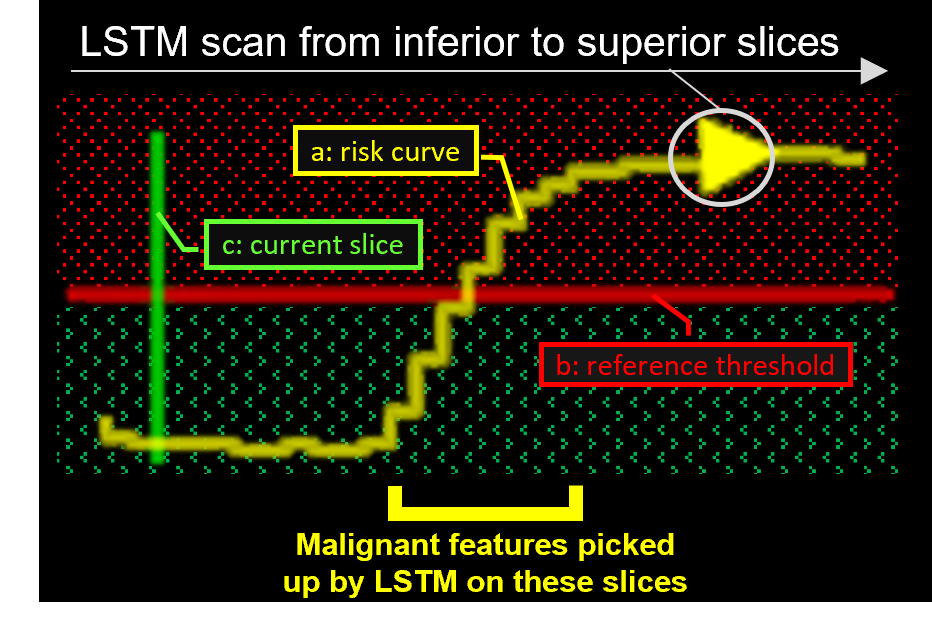 LSTM scan from inferior to superior slices
a: risk curve
c: current slice
b: reference threshold
Malignant features picked
up by LSTM on these slices